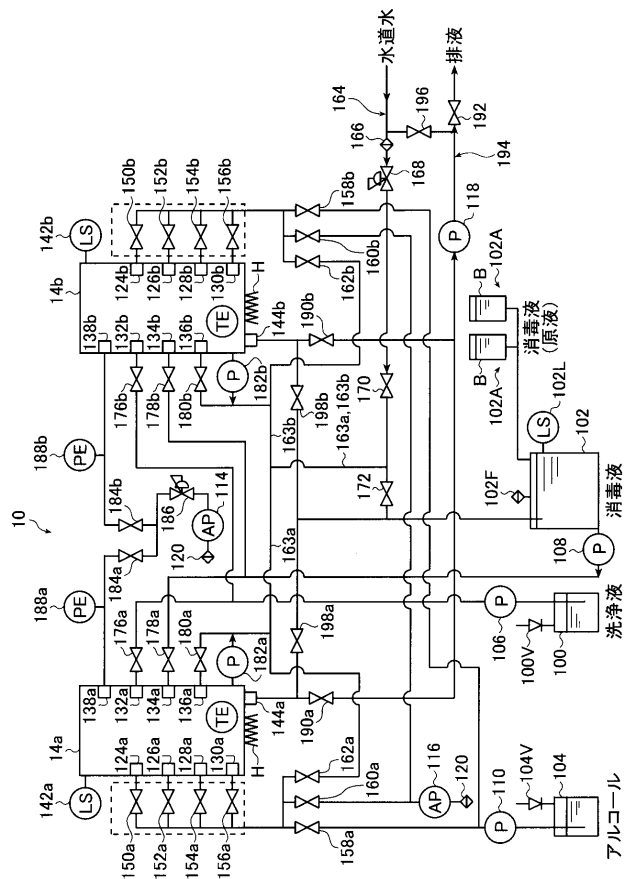 10
142a
LS
14a
124a
126a
128a
130a
138a
132a
134a
136a
TE
H
144a
150a
152a
154a
156a
158a
160a
162a
188a
PE
176a
178a
180a
P
182a
190a
184a
184b
186
AP
114
120
163a
198a
188b
PE
176b
178b
180b
P
182b
163b
198b
163a,163b
14b
142b
LS
138b
132b
134b
136b
124b
126b
128b
130b
TE
H
144b
190b
150b
152b
154b
156b
158b
160b
162b
水道水
164
166
168
196
170
172
排液
192
194
P
118
AP
116
120
P
110
104V
104
アルコール
P
106
100V
100
洗浄液
P
108
102F
LS
102L
102
消毒液
B
102A
B
102A
消毒液
(原液)